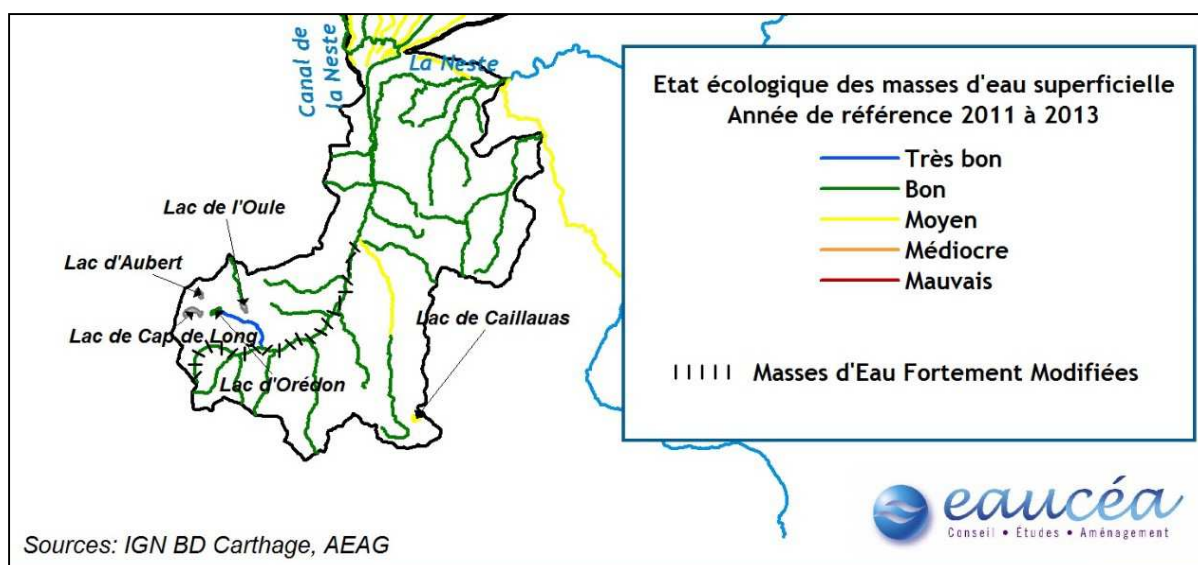 Canal de
la Neste
La Neste
Etat écologique des masses d'eau superficielle
Année de référence 2011 à 2013
Très bon
Bon
Moyen
Médiocre
Mauvais
Masses d'Eau Fortement Modifiées
Lac de l'Oule
Lac d'Aubert
Lac de Cap de Long
Lac d'Orédon
Lac de Caillauas
eaucéa
Conseil • Études • Aménagement
Sources: IGN BD Carthage, AEAG